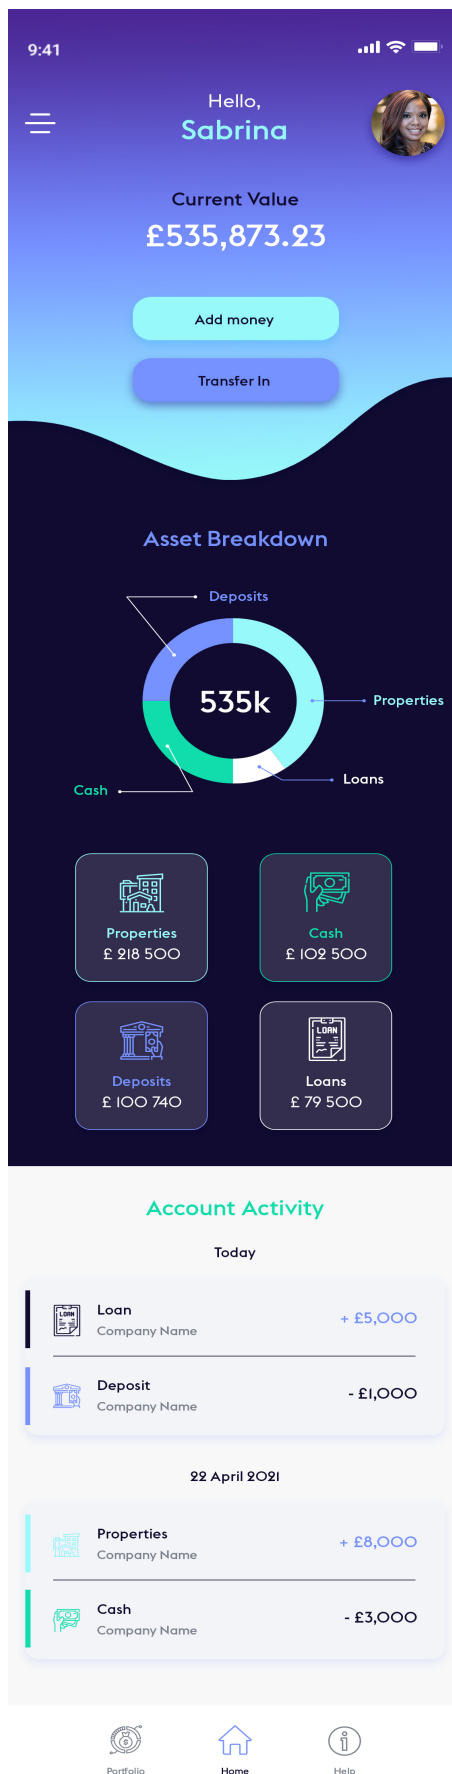 9:41
Hello,
Sabrina
Current Value
£535,873.23
Add money
Transfer In
Asset Breakdown
Deposits
535k
Properties
Loans
Cash
Properties
£ 218 500
Cash
£ 102 500
Deposits
£ 100 740
LOAN
Loans
£ 79 500
Account Activity
Today
LOAN
Loan
Company Name
+ £5,000
Deposit
Company Name
- £1,000
22 April 2021
Properties
Company Name
+ £8,000
Cash
Company Name
- £3,000
Portfolio
Home
Help